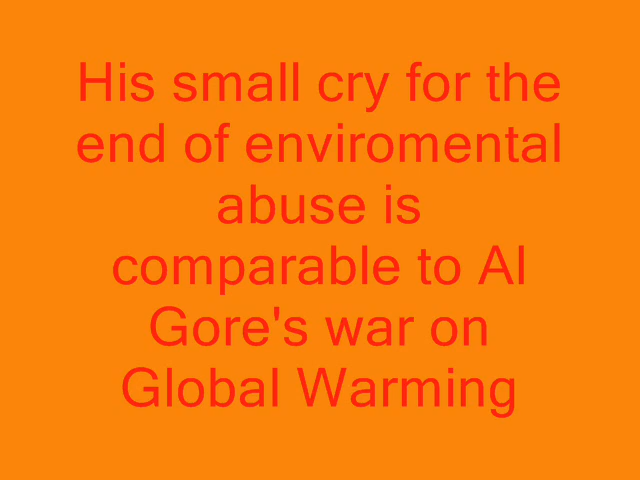 His small cry for the
end of enviromental
abuse is
comparable to Al
Gore's war on
Global Warming